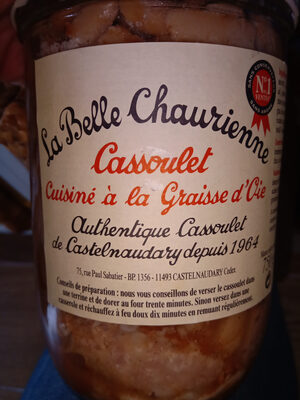 La Belle Chaurienne
Cassoulet
Cuisiné à la Graisse d'Oie
Authentique Cassoulet
de Castelnaudary depuis 1964
75, rue Paul Sabatier - BP. 1356 - 11493 CASTELNAUDARY Cedex
Conseils de préparation : nous vous conseillons de verser le cassoulet dans
une terrine et de dorer au four trente minutes. Sinon versez dans une
casserole et réchauffez à feu doux dix minutes en remuant régulièrement.
N°1